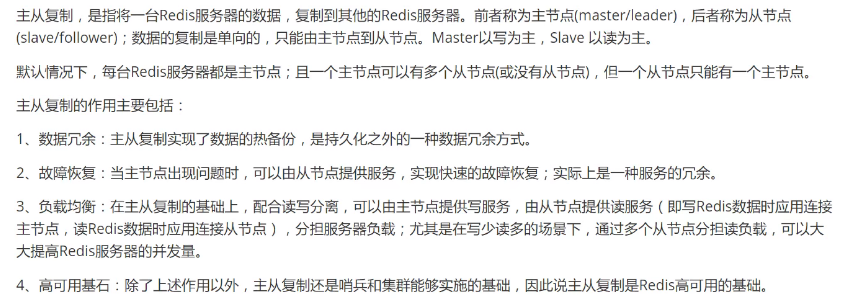 主从复制，是指将一台Redis服务器的数据，复制到其他的Redis服务器。前者称为主节点(master/leader)，后者称为从节点
(slave/follower)；数据的复制是单向的，只能由主节点到从节点。Master以写为主，Slave 以读为主。
默认情况下，每台Redis服务器都是主节点；且一个主节点可以有多个从节点(或没有从节点)，但一个从节点只能有一个主节点。
主从复制的作用主要包括：
1、数据冗余：主从复制实现了数据的热备份，是持久化之外的一种数据冗余方式。
2、故障恢复：当主节点出现问题时，可以由从节点提供服务，实现快速的故障恢复；实际上是一种服务的冗余。
3、负载均衡：在主从复制的基础上，配合读写分离，可以由主节点提供写服务，由从节点提供读服务（即写Redis数据时应用连接
主节点，读Redis数据时应用连接从节点），分担服务器负载；尤其是在写少读多的场景下，通过多个从节点分担读负载，可以大
大提高Redis服务器的并发量。
4、高可用基石：除了上述作用以外，主从复制还是哨兵和集群能够实施的基础，因此说主从复制是Redis高可用的基础。